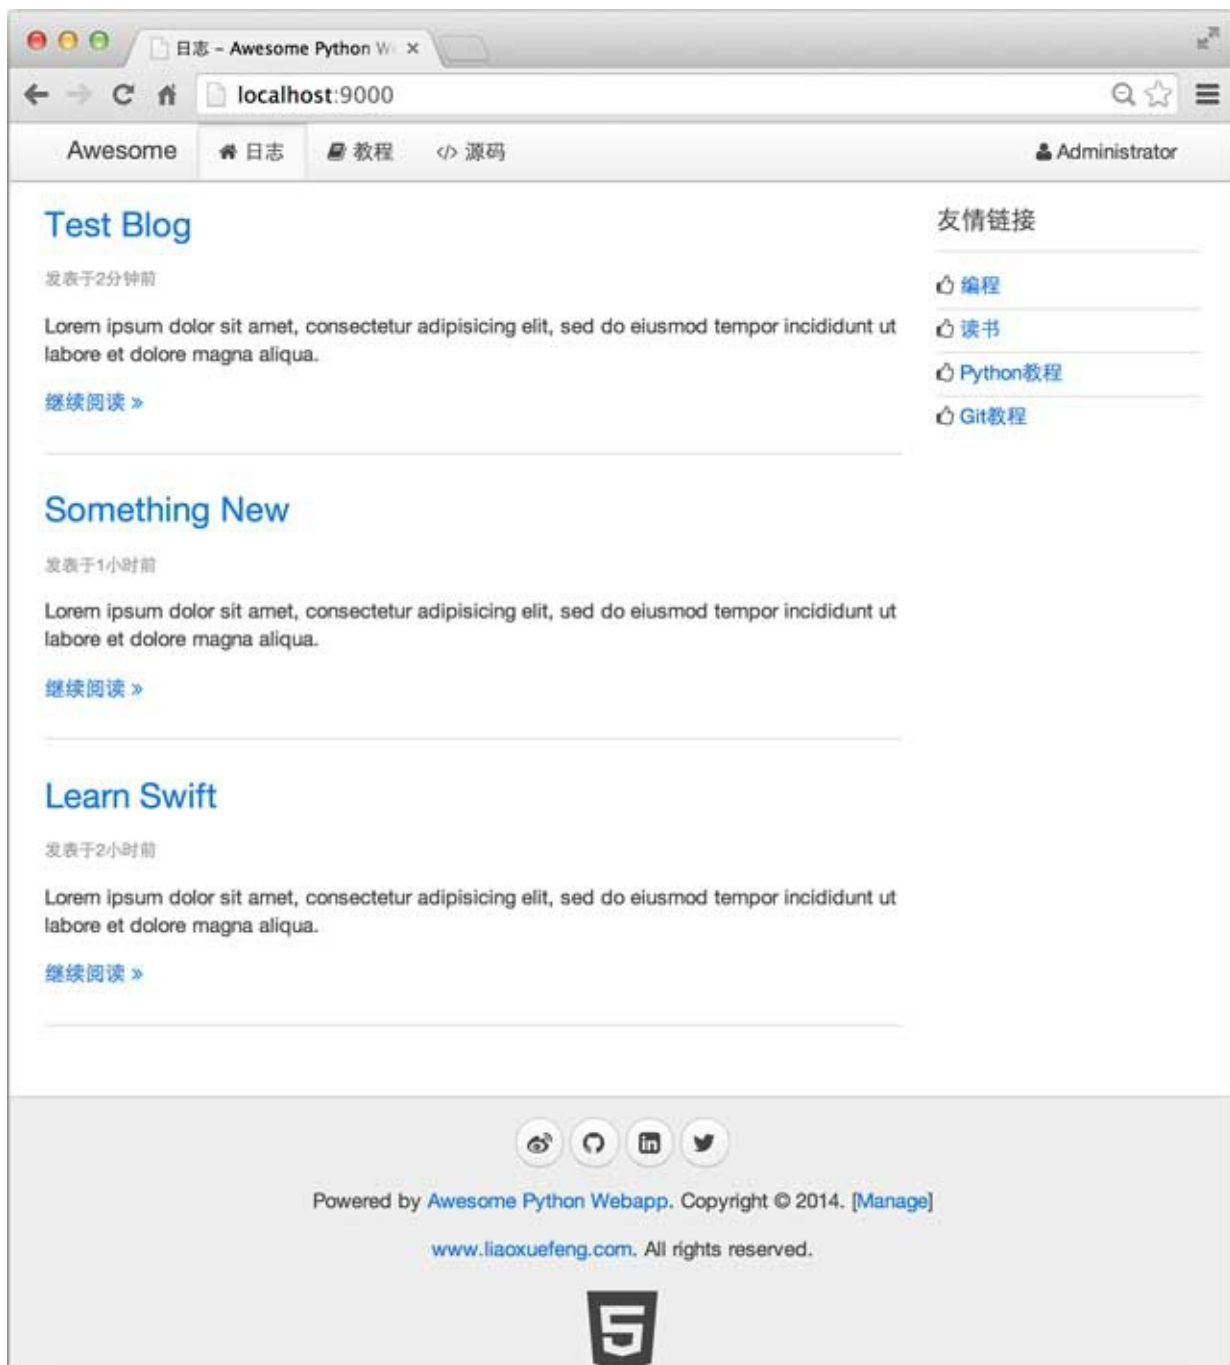 日志 - Awesome Python W
localhost:9000
Awesome 日志 教程 源码 Administrator
Test Blog
发表于2分钟前
Lorem ipsum dolor sit amet, consectetur adipisicing elit, sed do eiusmod tempor incididunt ut
labore et dolore magna aliqua.
继续阅读 »
Something New
发表于1小时前
Lorem ipsum dolor sit amet, consectetur adipisicing elit, sed do eiusmod tempor incididunt ut
labore et dolore magna aliqua.
继续阅读 »
Learn Swift
发表于2小时前
Lorem ipsum dolor sit amet, consectetur adipisicing elit, sed do eiusmod tempor incididunt ut
labore et dolore magna aliqua.
继续阅读 »
友情链接
编程
读书
Python教程
Git教程
Powered by Awesome Python Webapp. Copyright © 2014. [Manage]
www.liaoxuefeng.com. All rights reserved.